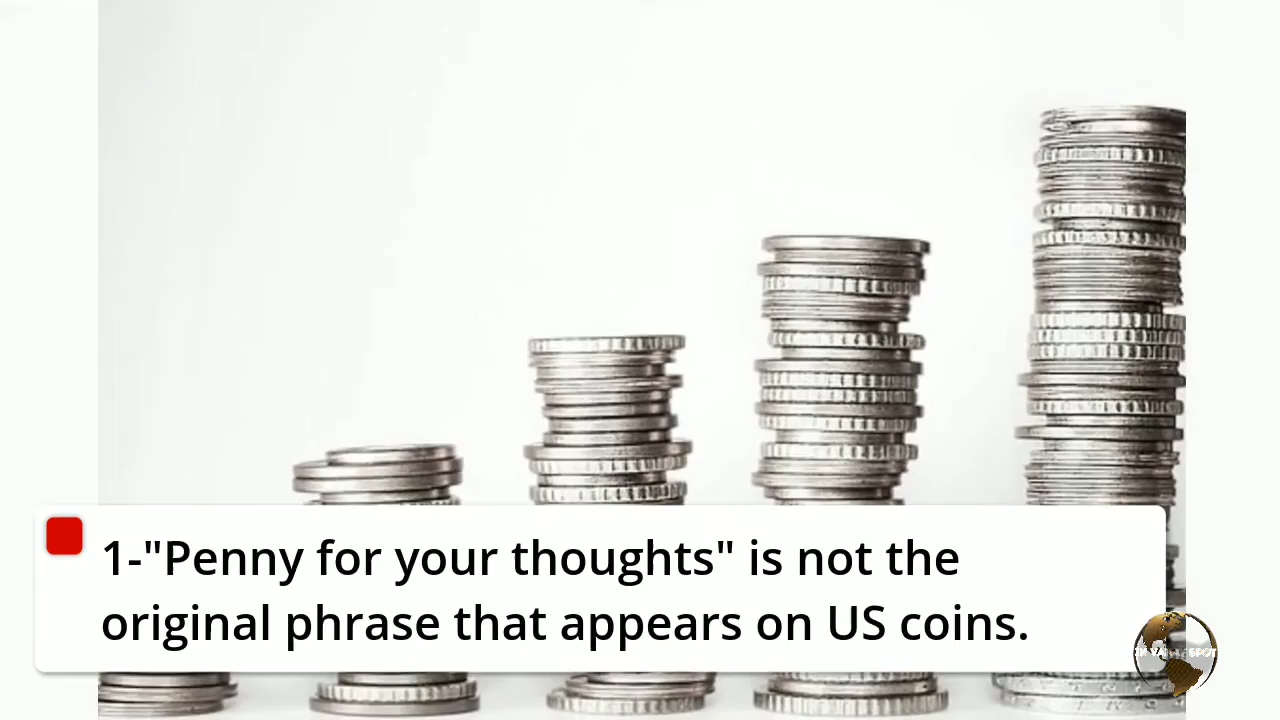 1-"Penny for your thoughts" is not the
original phrase that appears on US coins.